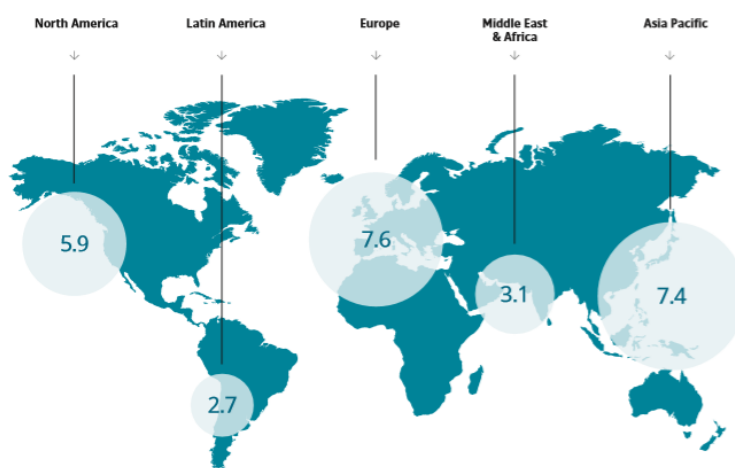 North America
Latin America
Europe
Middle East
& Africa
Asia Pacific
5.9
7.6
3.1
7.4
2.7